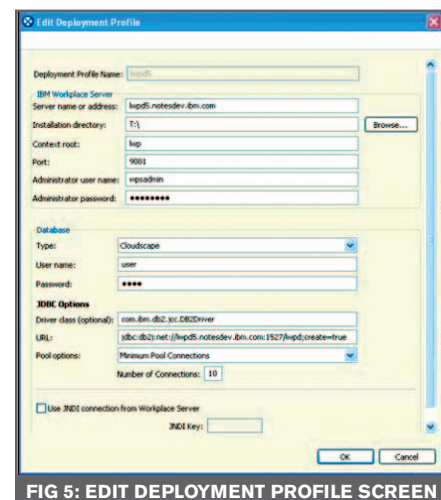 Edit Deployment Profile
Deployment Profile Name: lwpd5
IBM Workplace Server
Server name or address: lwpd5.notesdev.ibm.com
Installation directory: T:\ Browse...
Context root: lwp
Port: 9081
Administrator user name: wpsadmin
Administrator password: ●●●●●●●●
Database
Type: Cloudscape
User name: user
Password: ●●●●
JDBC Options
Driver class (optional): com.ibm.db2.jcc.DB2Driver
URL: jdbc:db2j:net://lwpd5.notesdev.ibm.com:1527/lwpd;create=true
Pool options: Minimum Pool Connections
Number of Connections: 10
Use JNDI connection from Workplace Server
JNDI Key:
OK Cancel
FIG 5: EDIT DEPLOYMENT PROFILE SCREEN